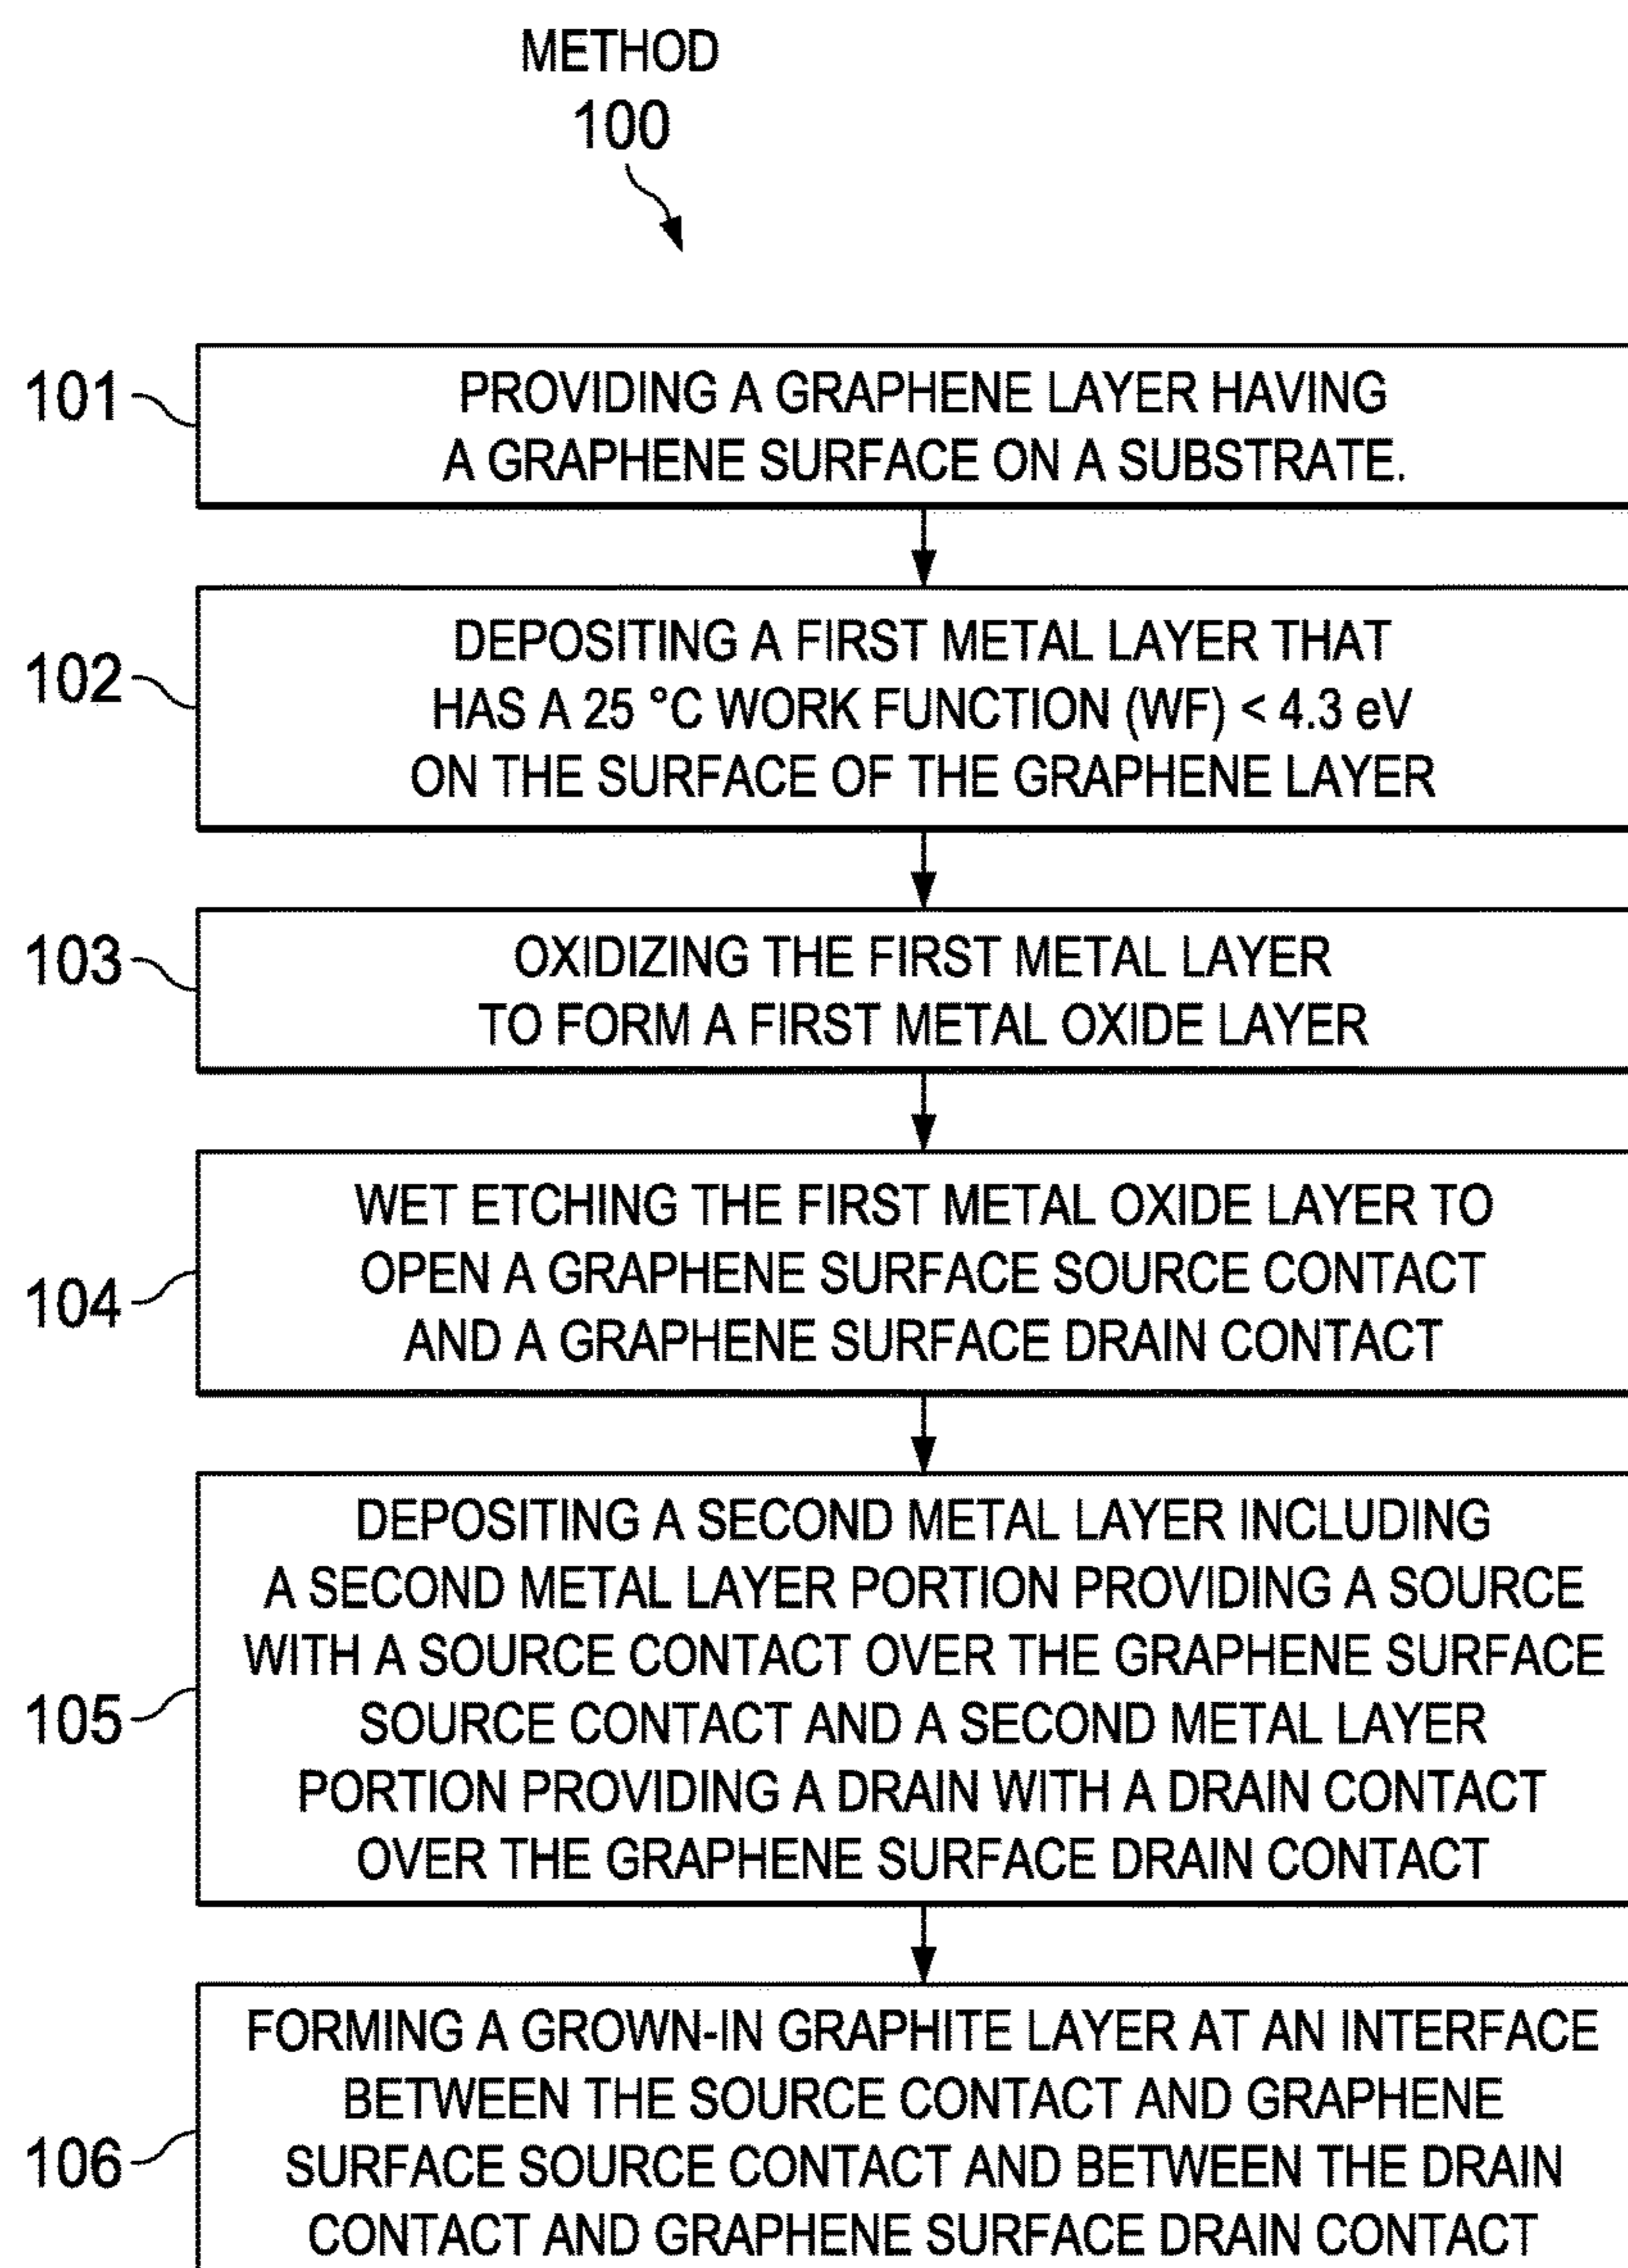 METHOD
100
101
PROVIDING A GRAPHENE LAYER HAVING
A GRAPHENE SURFACE ON A SUBSTRATE.
102
DEPOSITING A FIRST METAL LAYER THAT
HAS A 25 °C WORK FUNCTION (WF) < 4.3 eV
ON THE SURFACE OF THE GRAPHENE LAYER
103
OXIDIZING THE FIRST METAL LAYER
TO FORM A FIRST METAL OXIDE LAYER
104
WET ETCHING THE FIRST METAL OXIDE LAYER TO
OPEN A GRAPHENE SURFACE SOURCE CONTACT
AND A GRAPHENE SURFACE DRAIN CONTACT
105
DEPOSITING A SECOND METAL LAYER INCLUDING
A SECOND METAL LAYER PORTION PROVIDING A SOURCE
WITH A SOURCE CONTACT OVER THE GRAPHENE SURFACE
SOURCE CONTACT AND A SECOND METAL LAYER
PORTION PROVIDING A DRAIN WITH A DRAIN CONTACT
OVER THE GRAPHENE SURFACE DRAIN CONTACT
106
FORMING A GROWN-IN GRAPHITE LAYER AT AN INTERFACE
BETWEEN THE SOURCE CONTACT AND GRAPHENE
SURFACE SOURCE CONTACT AND BETWEEN THE DRAIN
CONTACT AND GRAPHENE SURFACE DRAIN CONTACT